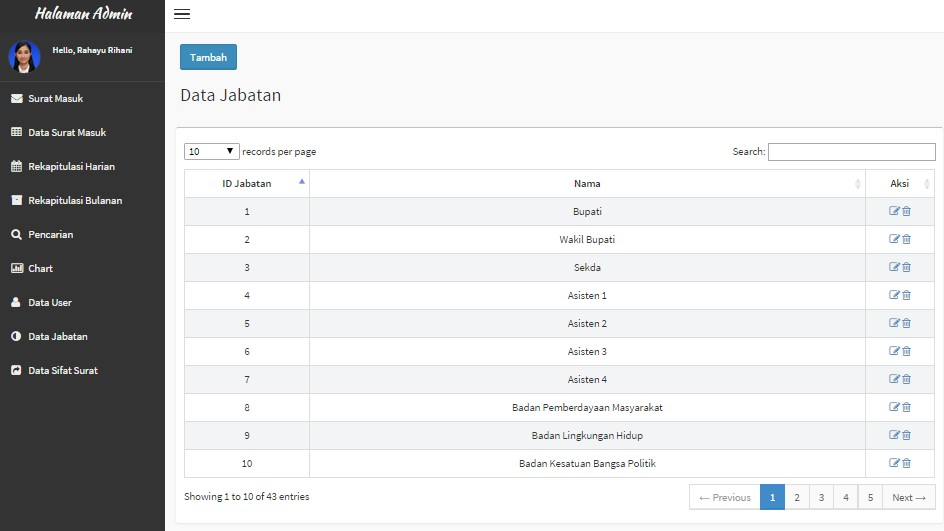 Halaman Admin
Hello, Rahayu Rihani
Surat Masuk
Data Surat Masuk
Rekapitulasi Harian
Rekapitulasi Bulanan
Pencarian
Chart
Data User
Data Jabatan
Data Sifat Surat
Tambah
Data Jabatan
10 records per page Search:
ID Jabatan Nama Aksi
1 Bupati
2 Wakil Bupati
3 Sekda
4 Asisten 1
5 Asisten 2
6 Asisten 3
7 Asisten 4
8 Badan Pemberdayaan Masyarakat
9 Badan Lingkungan Hidup
10 Badan Kesatuan Bangsa Politik
Showing 1 to 10 of 43 entries ← Previous 1 2 3 4 5 Next →